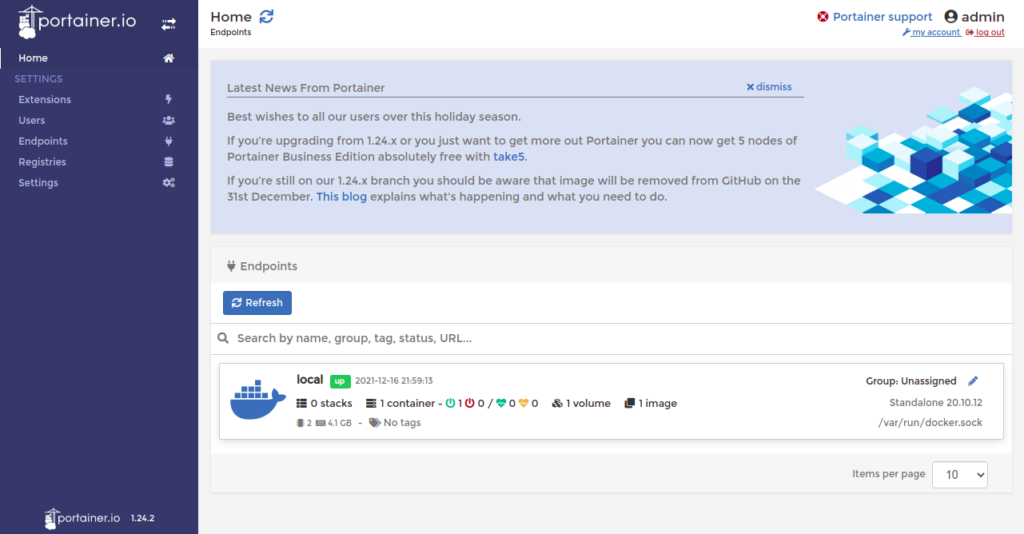 portainer.io
Home
SETTINGS
Extensions
Users
Endpoints
Registries
Settings
portainer.io 1.24.2
Home
Endpoints
Portainer support admin
my account log out
Latest News From Portainer dismiss
Best wishes to all our users over this holiday season.
If you're upgrading from 1.24.x or you just want to get more out Portainer you can now get 5 nodes of
Portainer Business Edition absolutely free with take5.
If you're still on our 1.24.x branch you should be aware that image will be removed from GitHub on the
31st December. This blog explains what's happening and what you need to do.
Endpoints
Refresh
Search by name, group, tag, status, URL...
local up 2021-12-16 21:59:13 Group: Unassigned
0 stacks 1 container - 1 0 / 0 0 1 volume 1 image Standalone 20.10.12
2 4.1 GB - No tags /var/run/docker.sock
Items per page 10